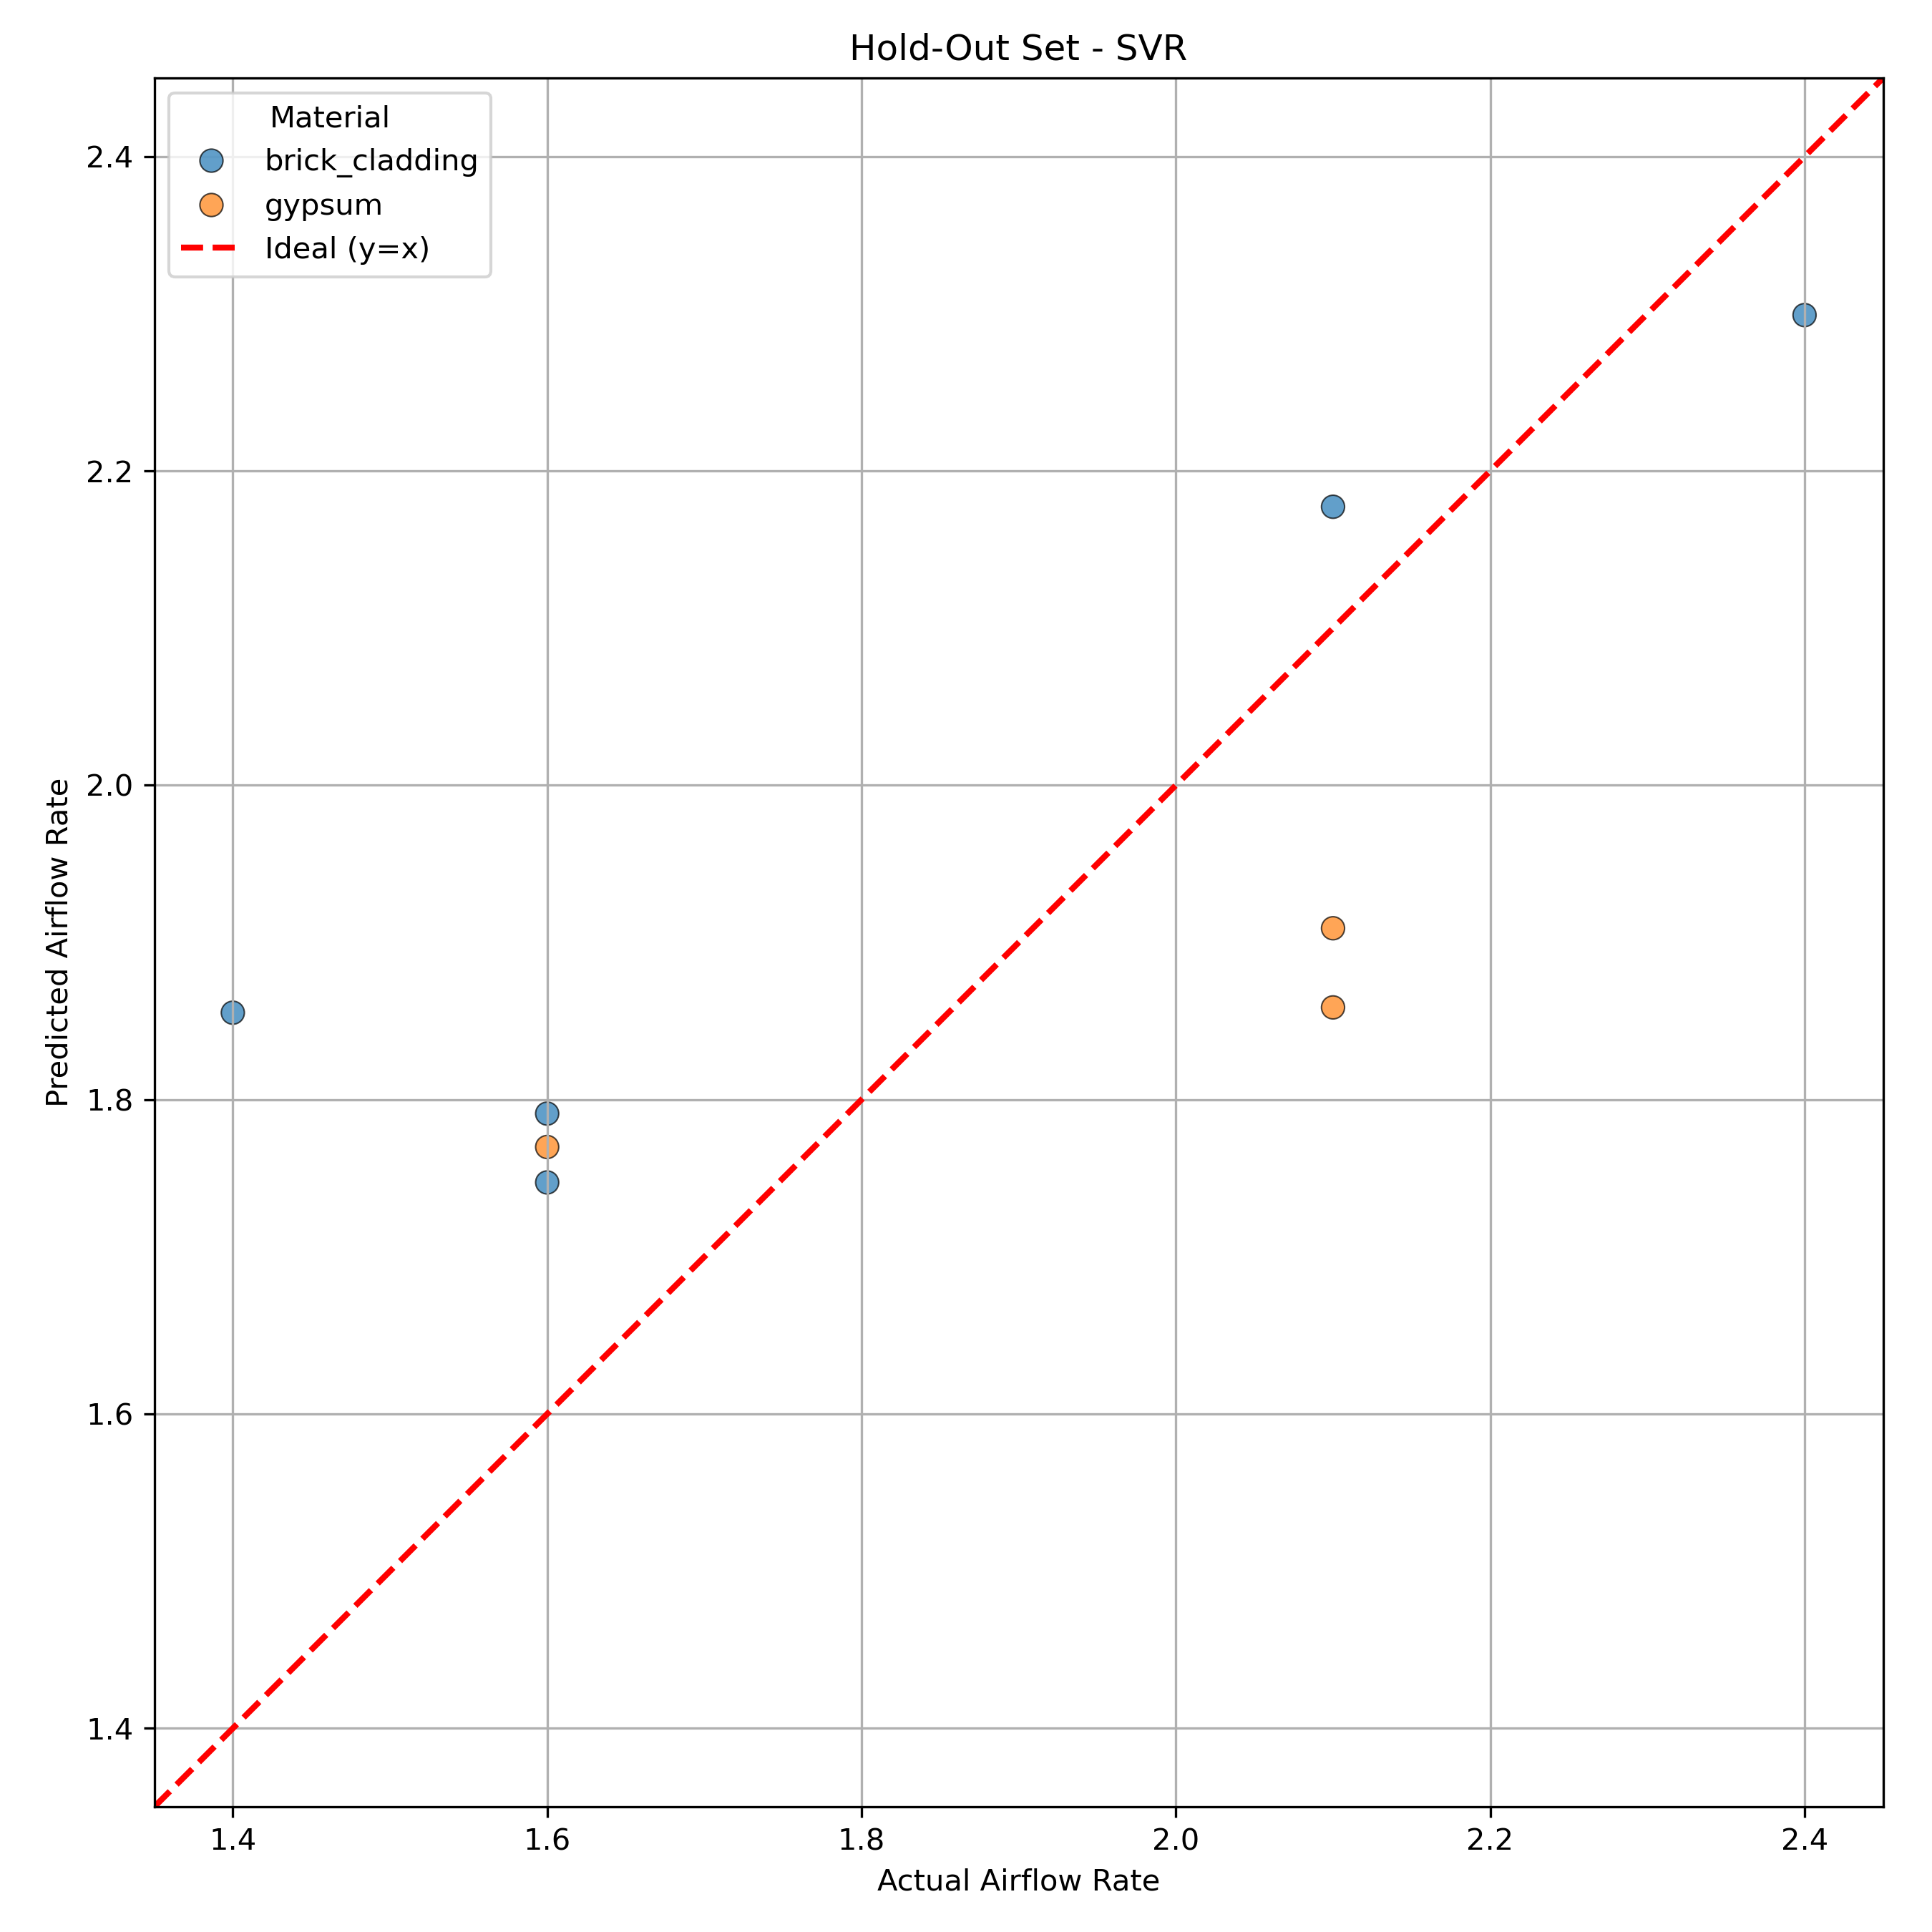 Hold-Out Set - SVR
Material
brick_cladding
gypsum
Ideal (y=x)
2.4
2.2
2.0
1.8
1.6
1.4
Predicted Airflow Rate
1.4 1.6 1.8 2.0 2.2 2.4
Actual Airflow Rate